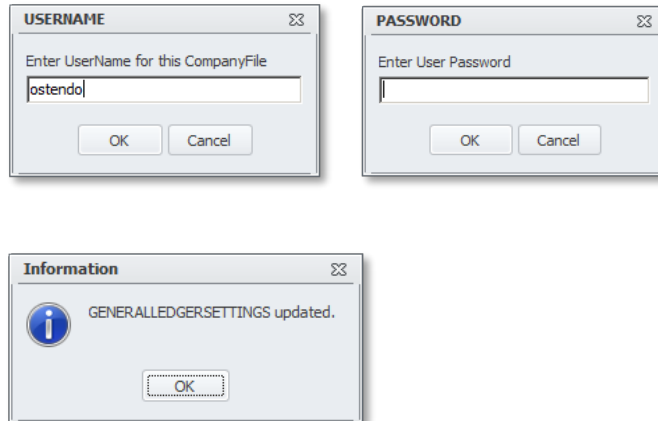 USERNAME
Enter UserName for this CompanyFile
ostendo
OK Cancel
PASSWORD
Enter User Password
OK Cancel
Information
GENERALLEDGERSETTINGS updated.
OK